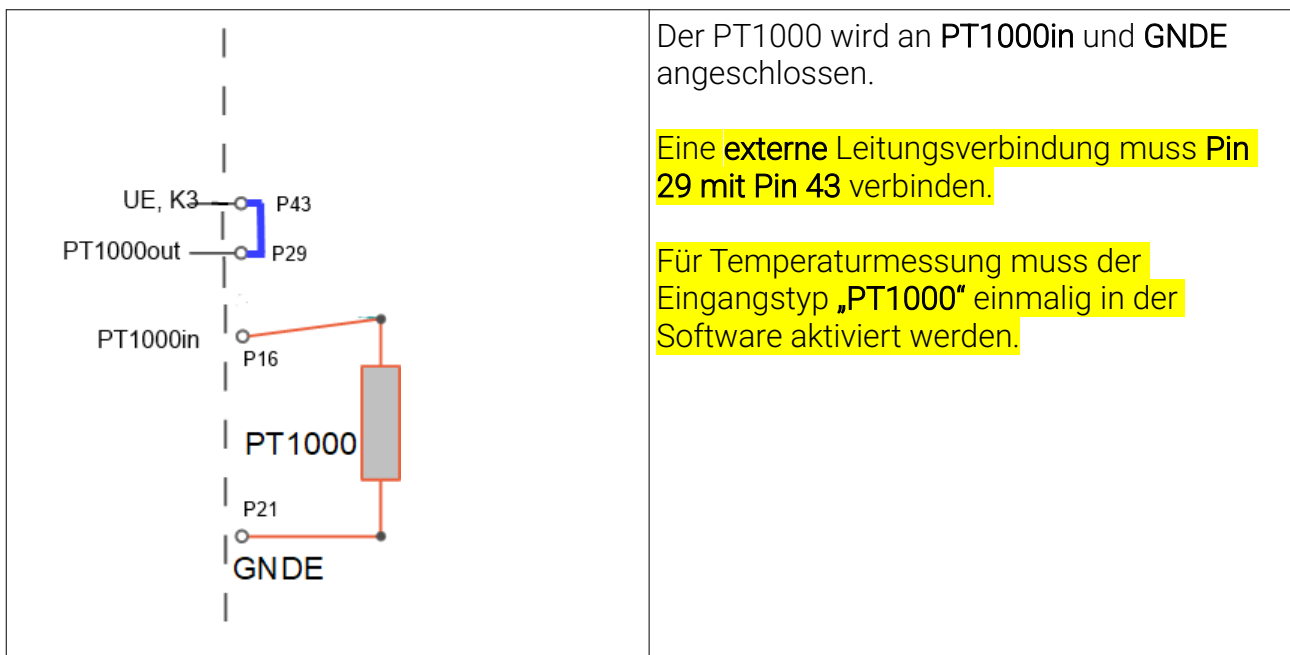 UE, K3
P43
PT1000out
P29
PT1000in
P16
PT1000
P21
GNDE
Der PT1000 wird an PT1000in und GNDE
angeschlossen.
Eine externe Leitungsverbindung muss Pin
29 mit Pin 43 verbinden.
Für Temperaturmessung muss der
Eingangstyp „PT1000“ einmalig in der
Software aktiviert werden.